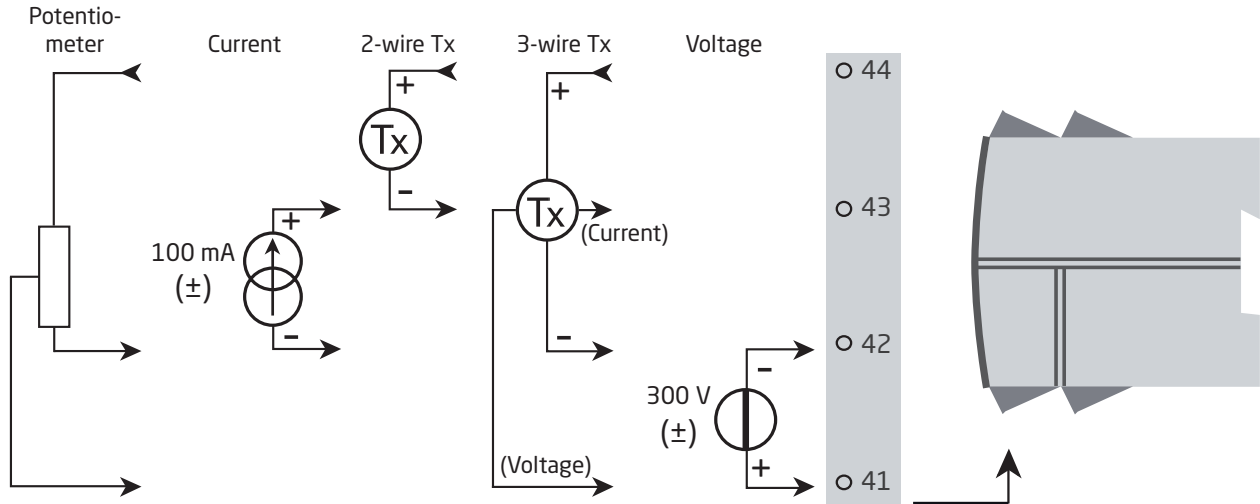 Potentio-
meter
Current
2-wire Tx
3-wire Tx
Voltage
44
+
+
Tx
-
43
+
Tx
(Current)
100 mA
(±)
-
-
42
-
300 V
(±)
+
(Voltage)
41